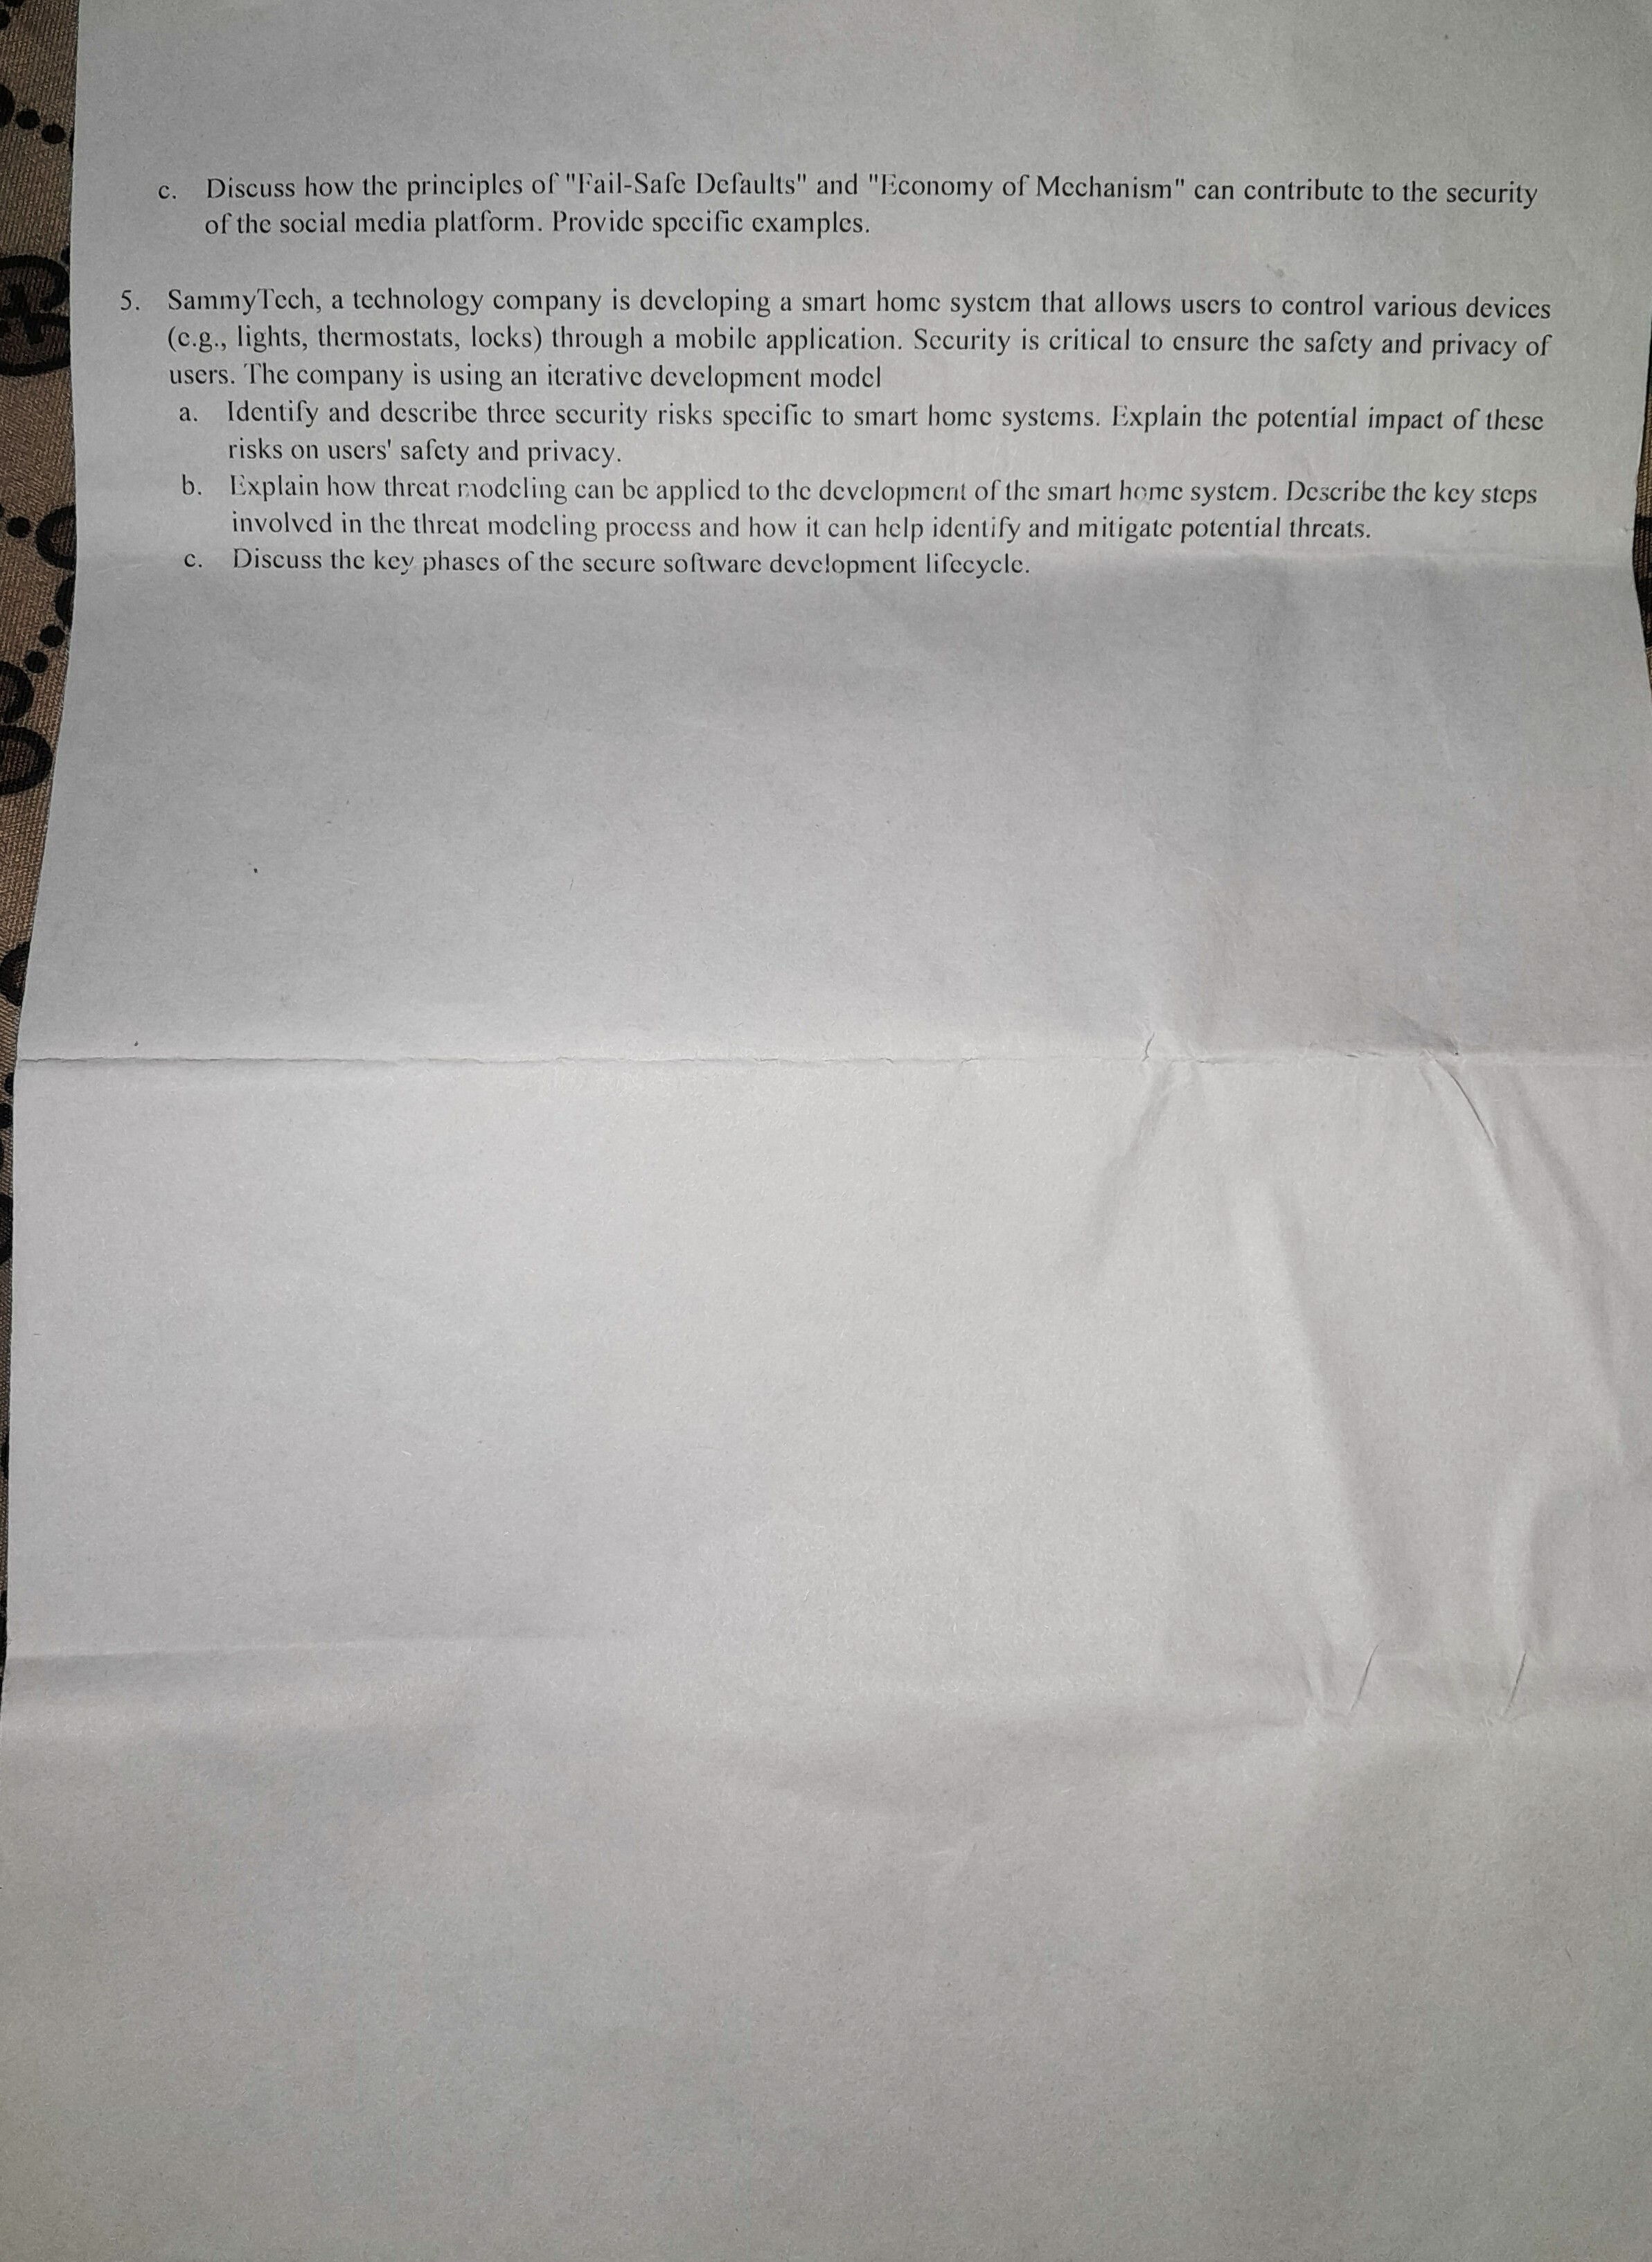 c. Discuss how the principles of "Fail-Safe Defaults" and "Economy of Mechanism" can contribute to the security
of the social media platform. Provide specific examples.
5. SammyTech, a technology company is developing a smart home system that allows users to control various devices
(e.g., lights, thermostats, locks) through a mobile application. Security is critical to ensure the safety and privacy of
users. The company is using an iterative development model
a. Identify and describe three security risks specific to smart home systems. Explain the potential impact of these
risks on users' safety and privacy.
b. Explain how threat modeling can be applied to the development of the smart home system. Describe the key steps
involved in the threat modeling process and how it can help identify and mitigate potential threats.
c. Discuss the key phases of the secure software development lifecycle.